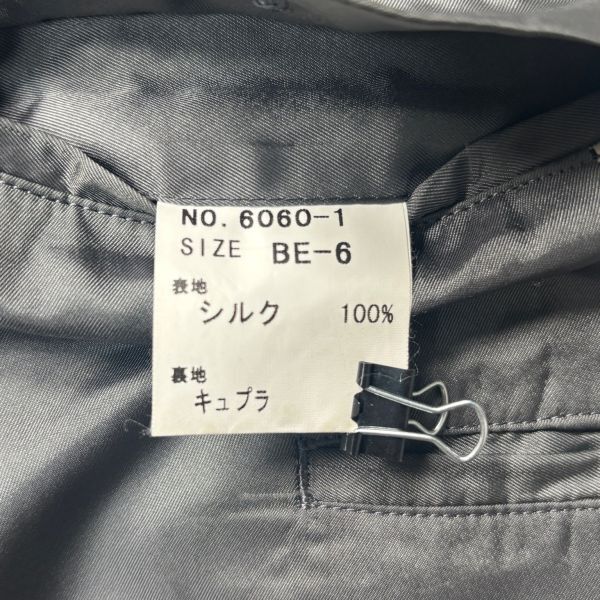 NO. 6060-1
SIZE BE-6
表地
シルク 100%
裏地
キュプラ